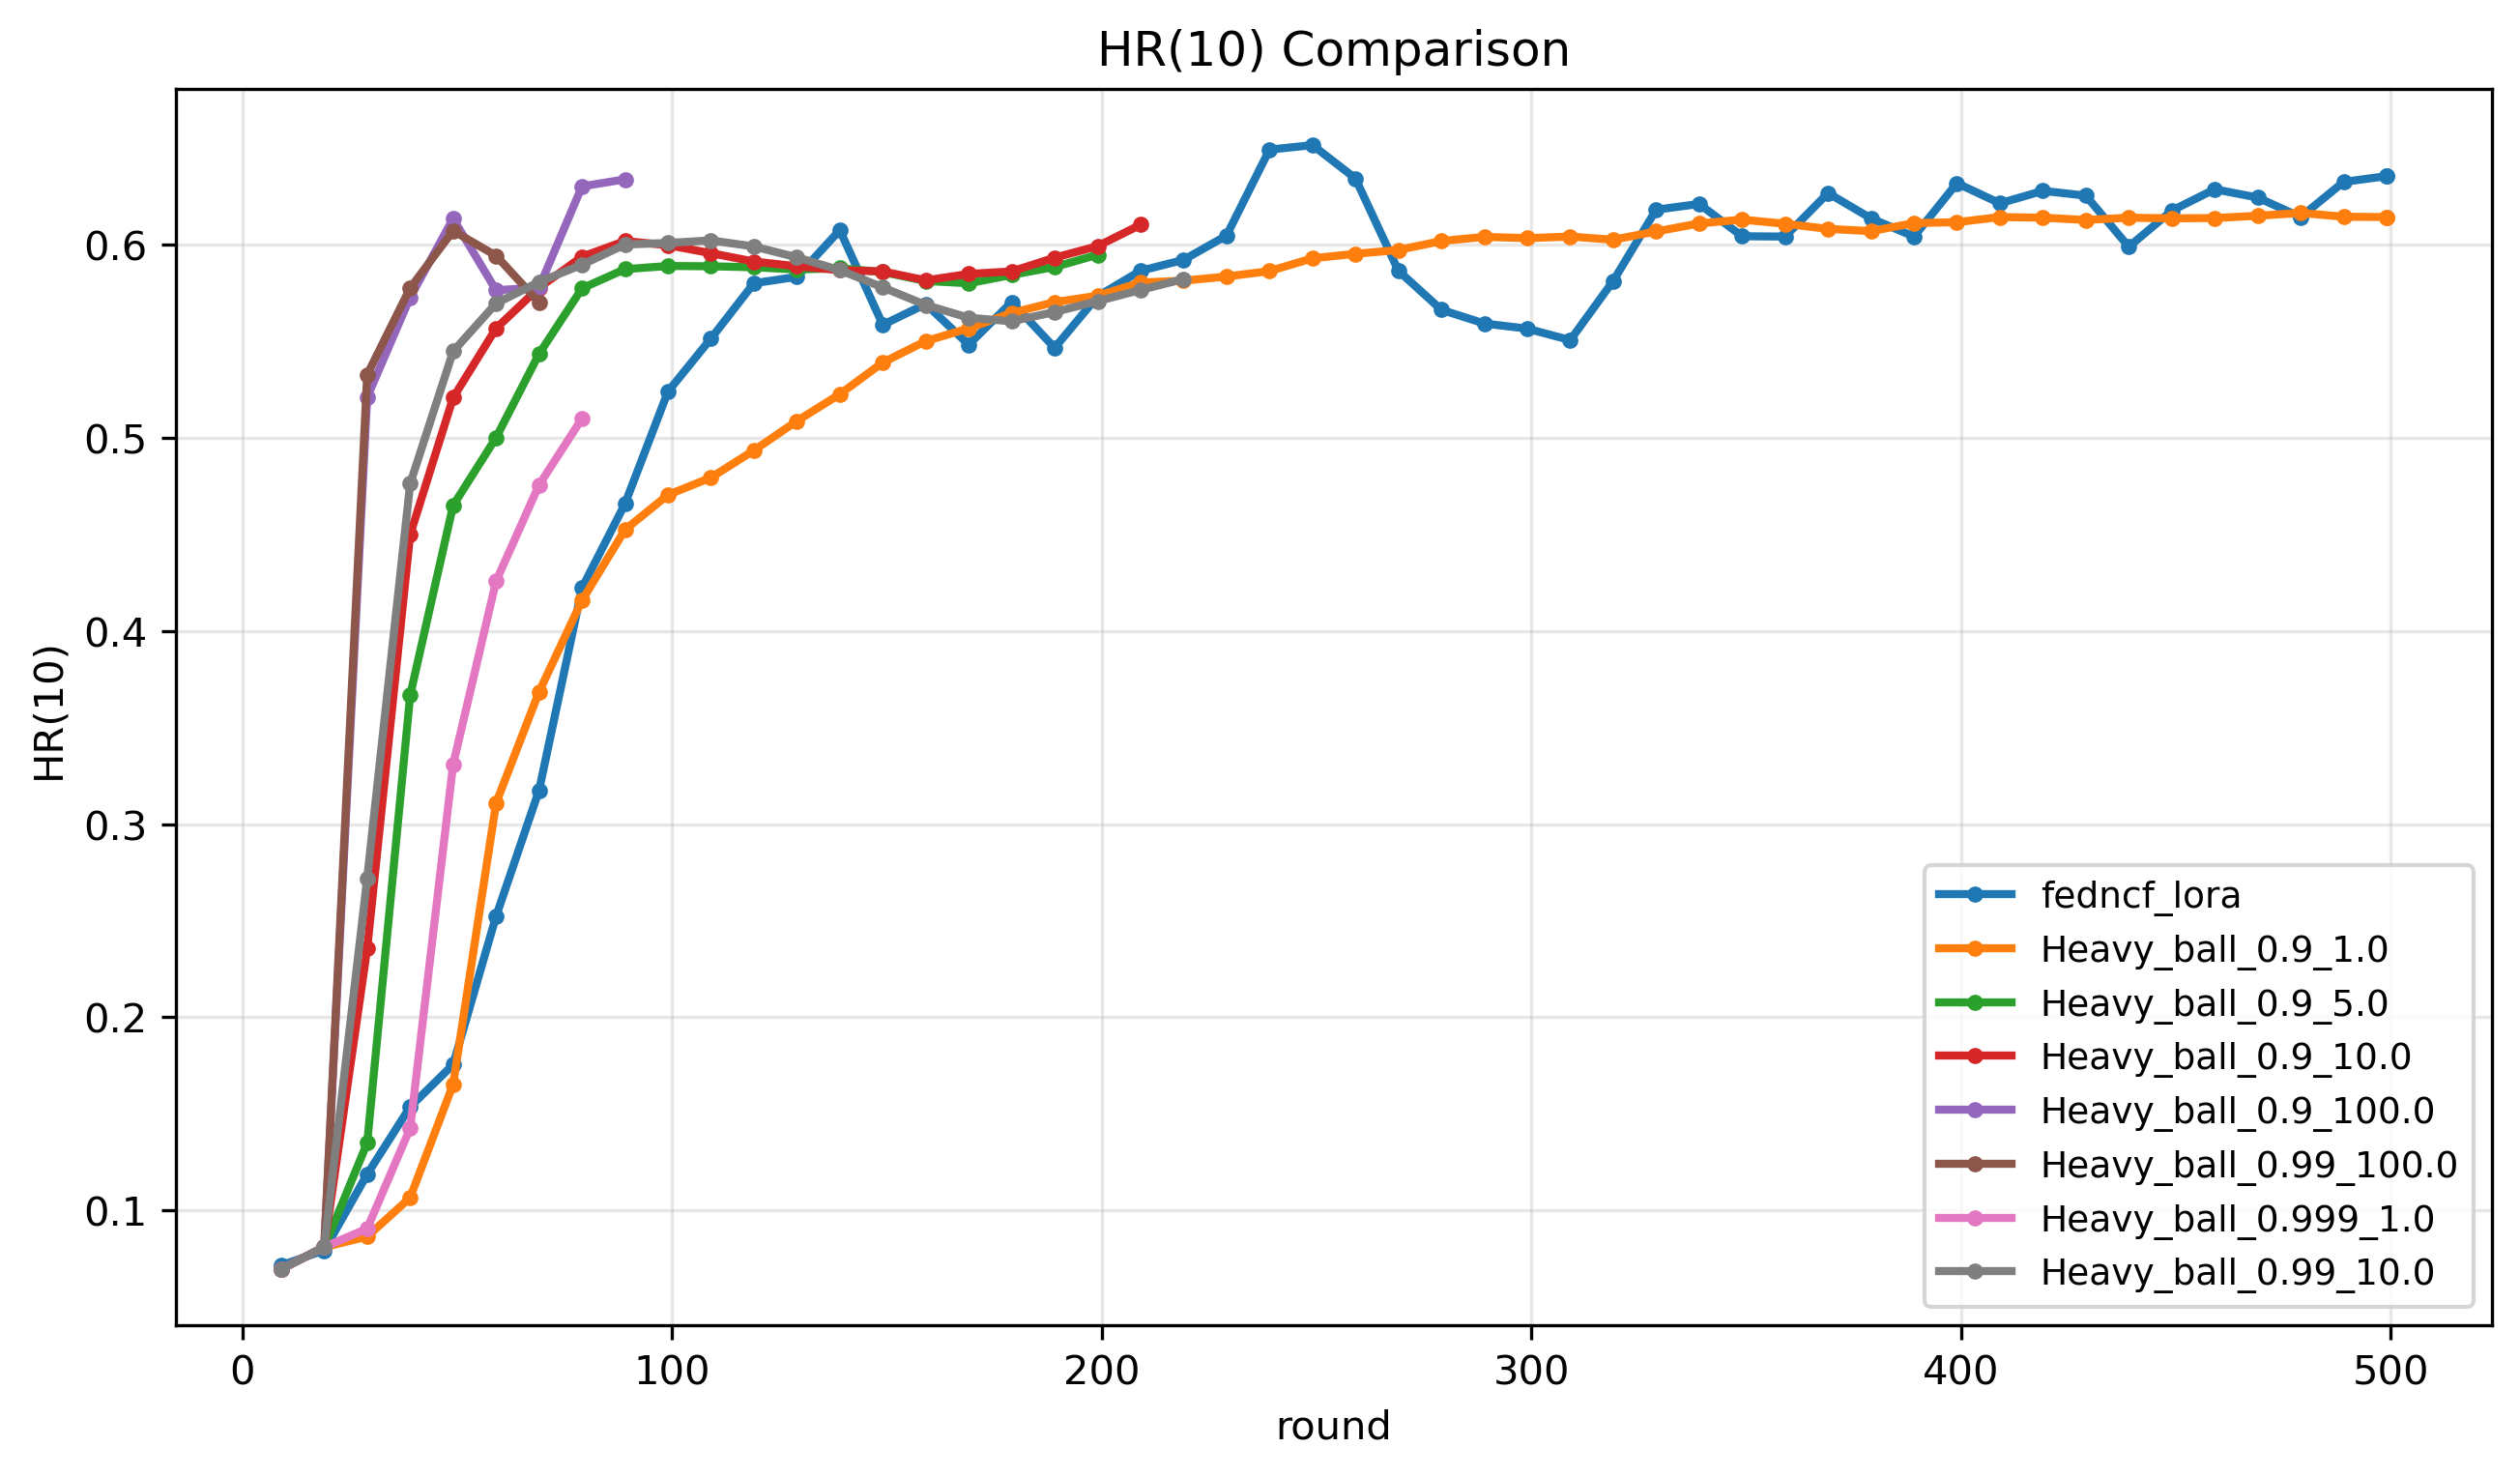 HR(10) Comparison
HR(10)
0.6
0.5
0.4
0.3
0.2
0.1
0 100 200 300 400 500
round
fedncf_lora
Heavy_ball_0.9_1.0
Heavy_ball_0.9_5.0
Heavy_ball_0.9_10.0
Heavy_ball_0.9_100.0
Heavy_ball_0.99_100.0
Heavy_ball_0.999_1.0
Heavy_ball_0.99_10.0